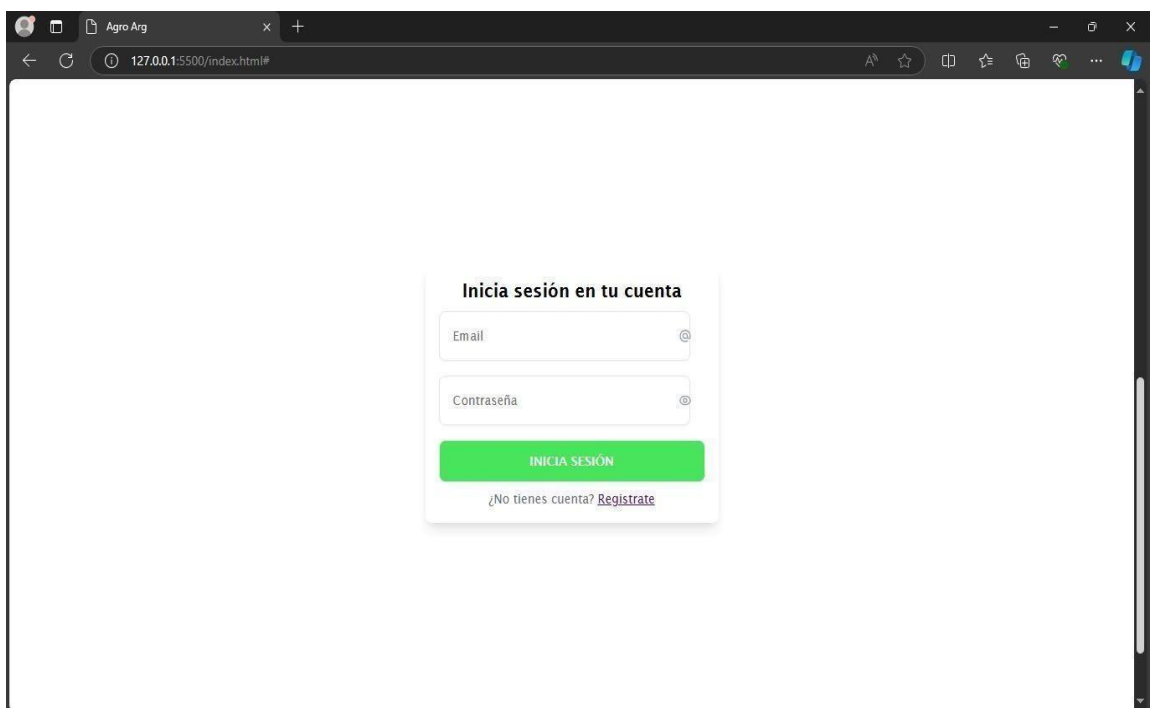 Agro Arg
127.0.0.1:5500/index.html#
Inicia sesión en tu cuenta
Email @
Contraseña
INICIA SESIÓN
¿No tienes cuenta? Registrate